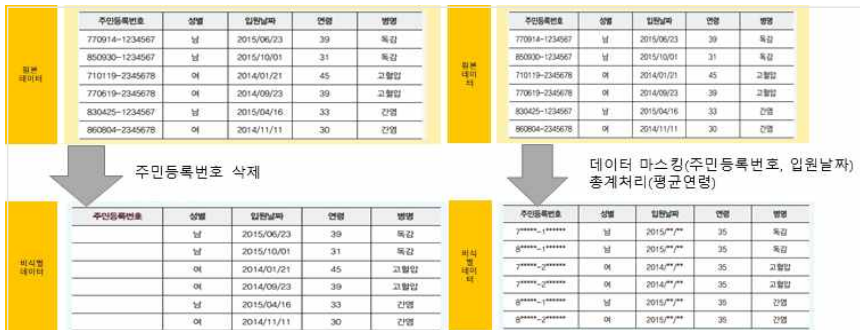 원본
데이터
주민등록번호 성별 입원날짜 연령 병명
770914-1234567 남 2015/06/23 39 독감
850930-1234567 남 2015/10/01 31 독감
710119-2345678 여 2014/01/21 45 고혈압
770619-2345678 여 2014/09/23 39 고혈압
830425-1234567 남 2015/04/16 33 간염
860804-2345678 여 2014/11/11 30 간염
주민등록번호 삭제
비식별
데이터
주민등록번호 성별 입원날짜 연령 병명
남 2015/06/23 39 독감
남 2015/10/01 31 독감
여 2014/01/21 45 고혈압
여 2014/09/23 39 고혈압
남 2015/04/16 33 간염
여 2014/11/11 30 간염
원본
데이
터
주민등록번호 성별 입원날짜 연령 병명
770914-1234567 남 2015/06/23 39 독감
850930-1234567 남 2015/10/01 31 독감
710119-2345678 여 2014/01/21 45 고혈압
770619-2345678 여 2014/09/23 39 고혈압
830425-1234567 남 2015/04/16 33 간염
860804-2345678 여 2014/11/11 30 간염
데이터 마스킹(주민등록번호, 입원날짜)
총계처리(평균연령)
비식
별데
이터
주민등록번호 성별 입원날짜 연령 병명
7*****-1****** 남 2015/**/** 35 독감
8*****-1****** 남 2015/**/** 35 독감
7*****-2****** 여 2014/**/** 35 고혈압
7*****-2****** 여 2014/**/** 35 고혈압
8*****-1****** 남 2015/**/** 35 간염
8*****-2****** 여 2014/**/** 35 간염